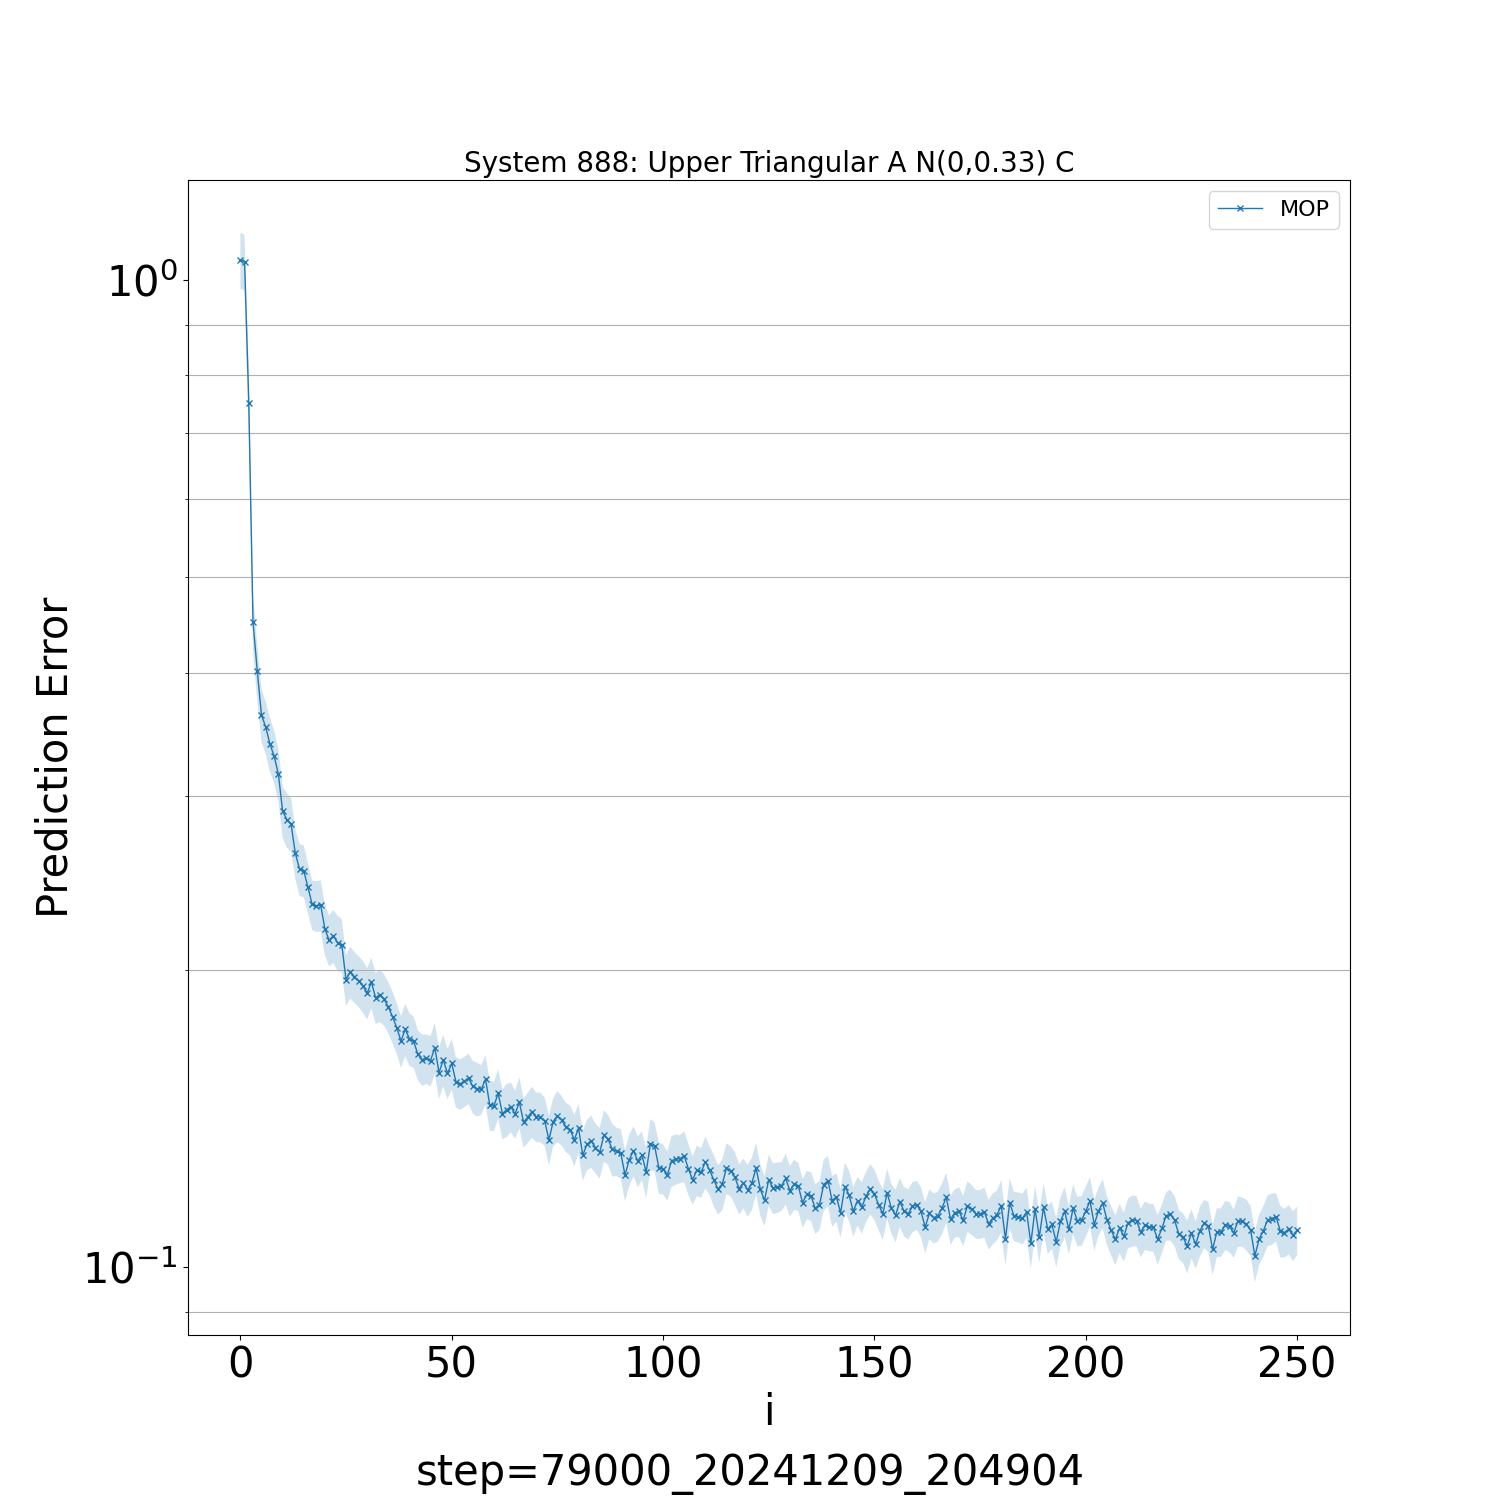 System 888: Upper Triangular A N(0,0.33) C
MOP
10⁰
10⁻¹
Prediction Error
0 50 100 150 200 250
i
step=79000_20241209_204904